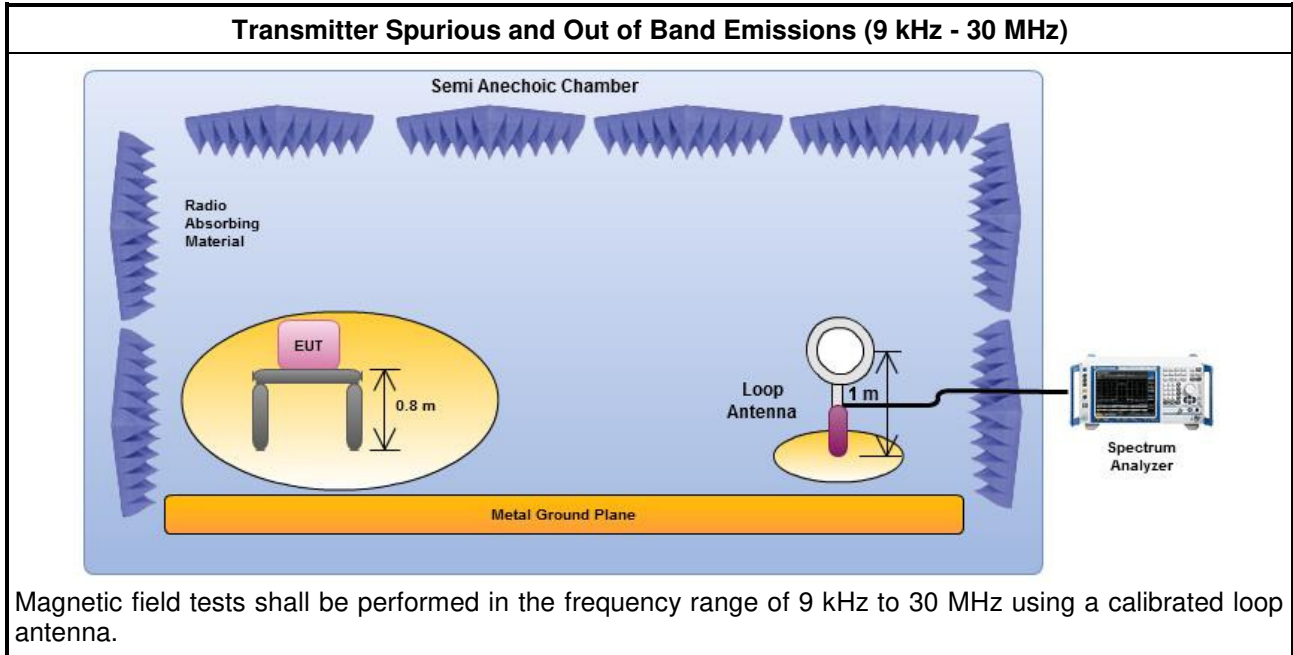 Transmitter Spurious and Out of Band Emissions (9 kHz - 30 MHz)
Semi Anechoic Chamber
Radio
Absorbing
Material
EUT
0.8 m
Loop
Antenna
1 m
Spectrum
Analyzer
Metal Ground Plane
Magnetic field tests shall be performed in the frequency range of 9 kHz to 30 MHz using a calibrated loop
antenna.